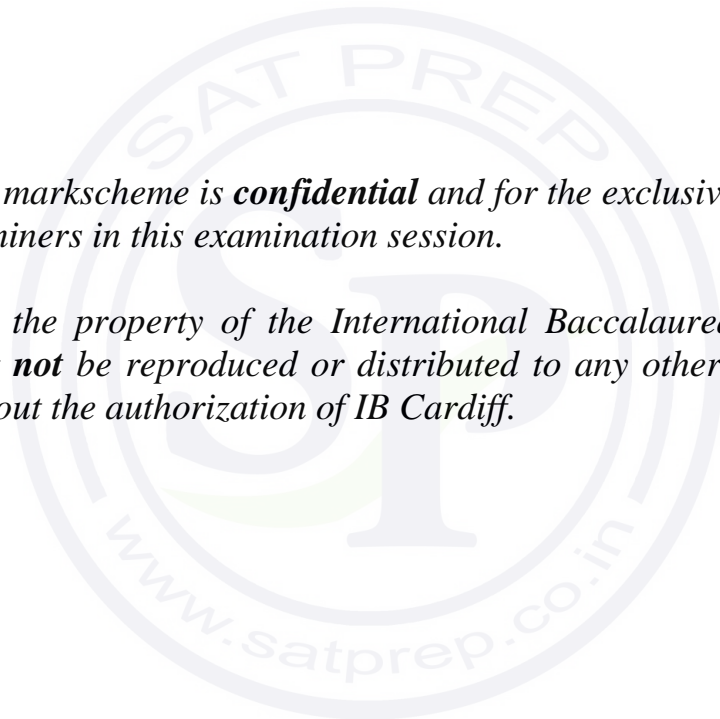 SAT PREP
markscheme is confidential and for the exclusiv
niners in this examination session.
the property of the International Baccalaurea
not be reproduced or distributed to any other
out the authorization of IB Cardiff.
SP
www.satprep.co.in